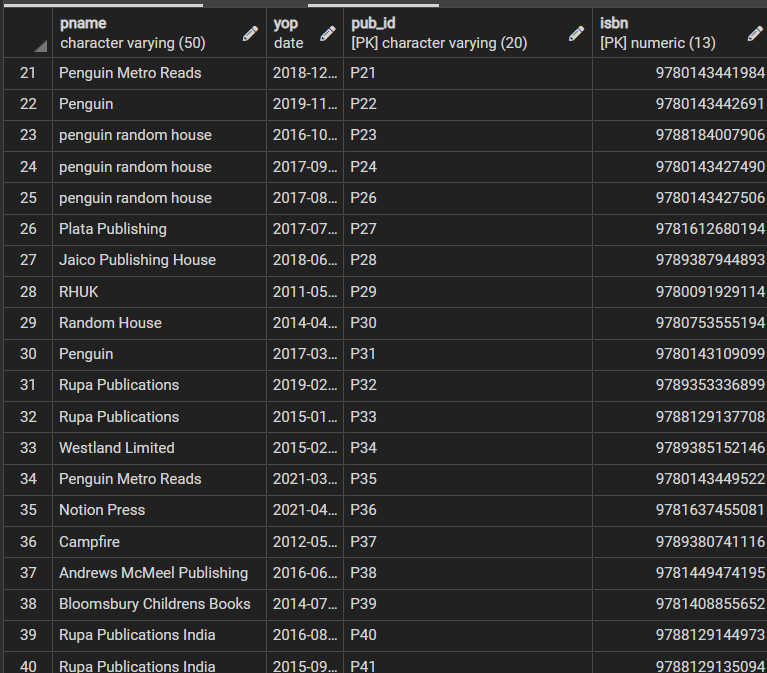 pname yop pub_id isbn
character varying (50) date [PK] character varying (20) [PK] numeric (13)
21 Penguin Metro Reads 2018-12... P21 9780143441984
22 Penguin 2019-11... P22 9780143442691
23 penguin random house 2016-10... P23 9788184007906
24 penguin random house 2017-09... P24 9780143427490
25 penguin random house 2017-08... P26 9780143427506
26 Plata Publishing 2017-07... P27 9781612680194
27 Jaico Publishing House 2018-06... P28 9789387944893
28 RHUK 2011-05... P29 9780091929114
29 Random House 2014-04... P30 9780753555194
30 Penguin 2017-03... P31 9780143109099
31 Rupa Publications 2019-02... P32 9789353336899
32 Rupa Publications 2015-01... P33 9788129137708
33 Westland Limited 2015-02... P34 9789385152146
34 Penguin Metro Reads 2021-03... P35 9780143449522
35 Notion Press 2021-04... P36 9781637455081
36 Campfire 2012-05... P37 9789380741116
37 Andrews McMeel Publishing 2016-06... P38 9781449474195
38 Bloomsbury Childrens Books 2014-07... P39 9781408855652
39 Rupa Publications India 2016-08... P40 9788129144973
40 Rupa Publications India 2015-09... P41 9788129135094